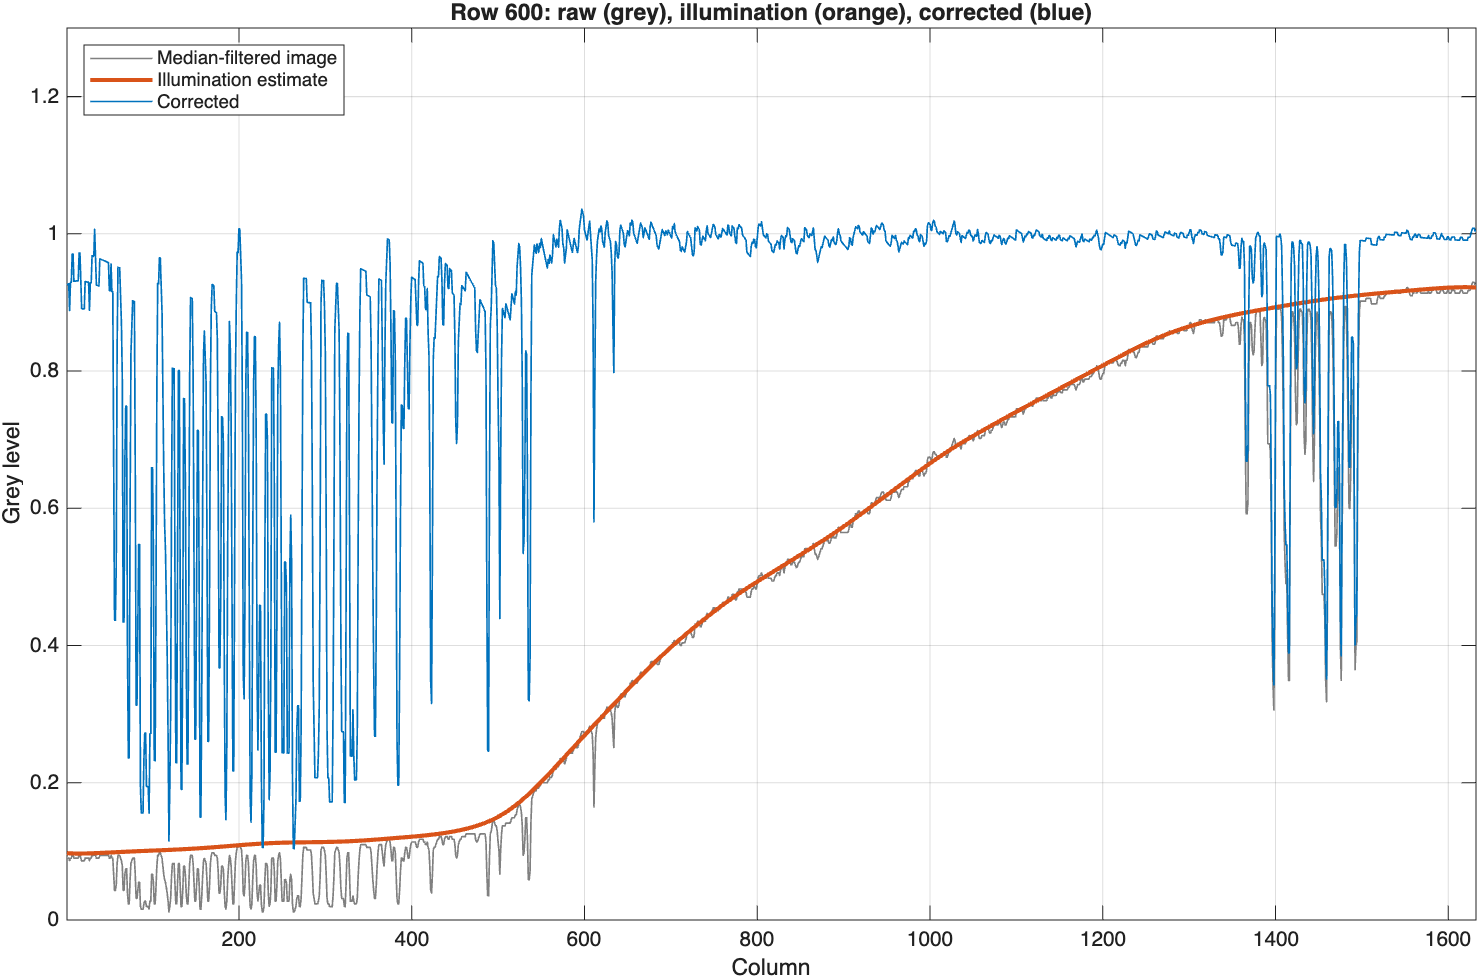 Row 600: raw (grey), illumination (orange), corrected (blue)
Median-filtered image
Illumination estimate
Corrected
1.2
1
0.8
0.6
0.4
0.2
0
Grey level
200 400 600 800 1000 1200 1400 1600
Column